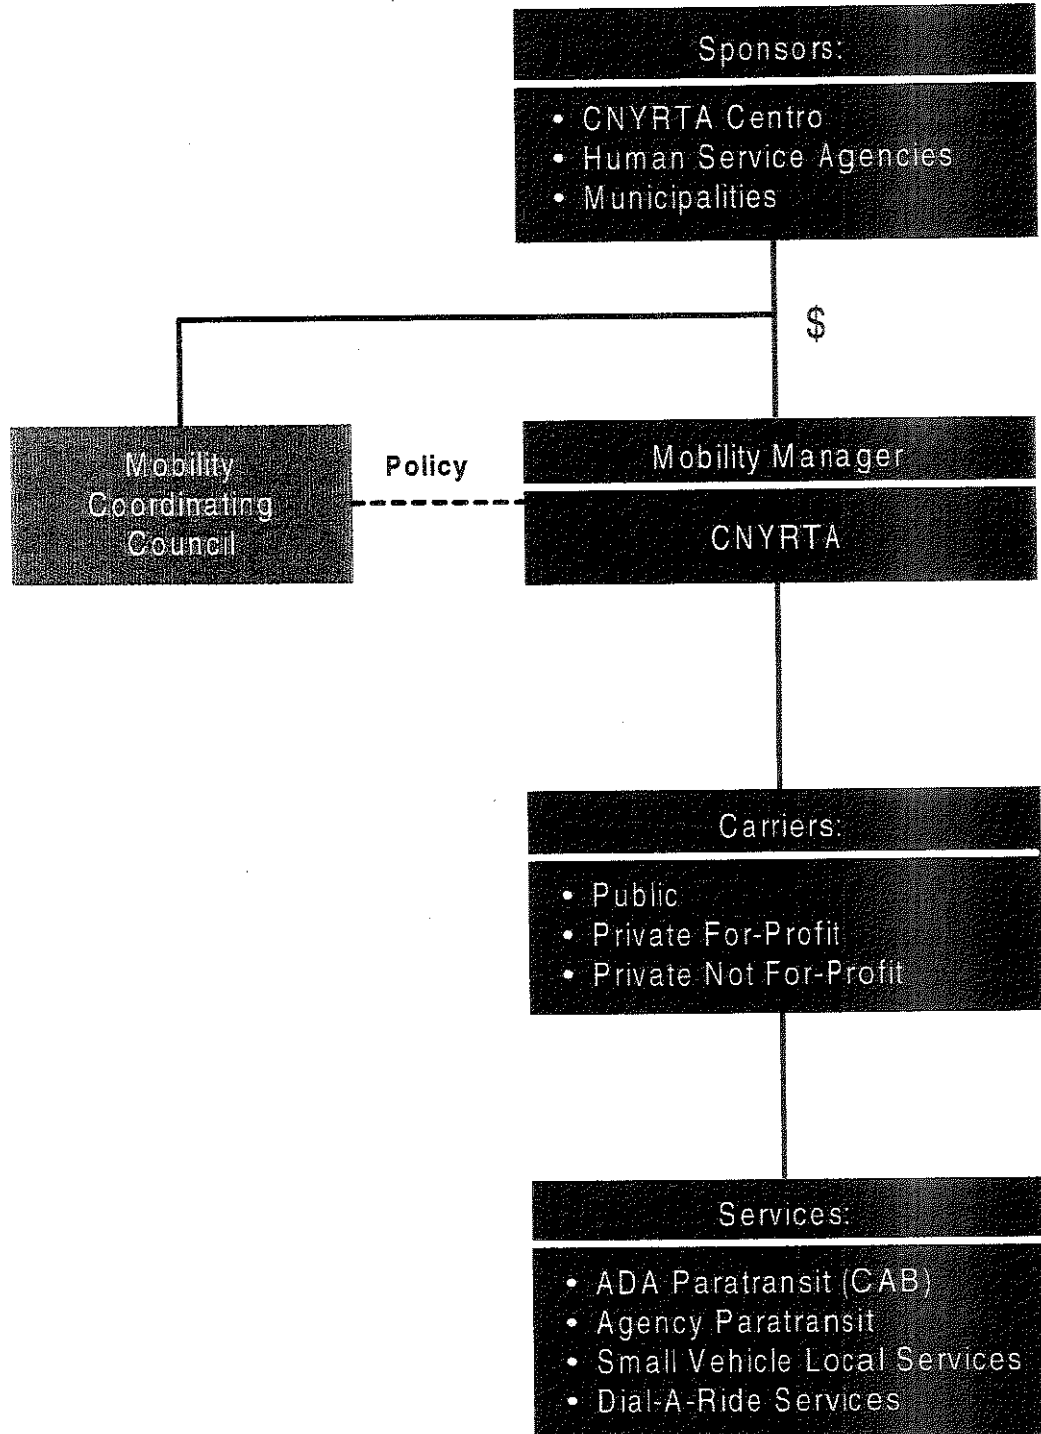 Sponsors:
• CNYRTA Centro
• Human Service Agencies
• Municipalities
$
Mobility
Coordinating
Council
Policy
Mobility Manager
CNYRTA
Carriers:
• Public
• Private For-Profit
• Private Not For-Profit
Services:
• ADA Paratransit (CAB)
• Agency Paratransit
• Small Vehicle Local Services
• Dial-A-Ride Services